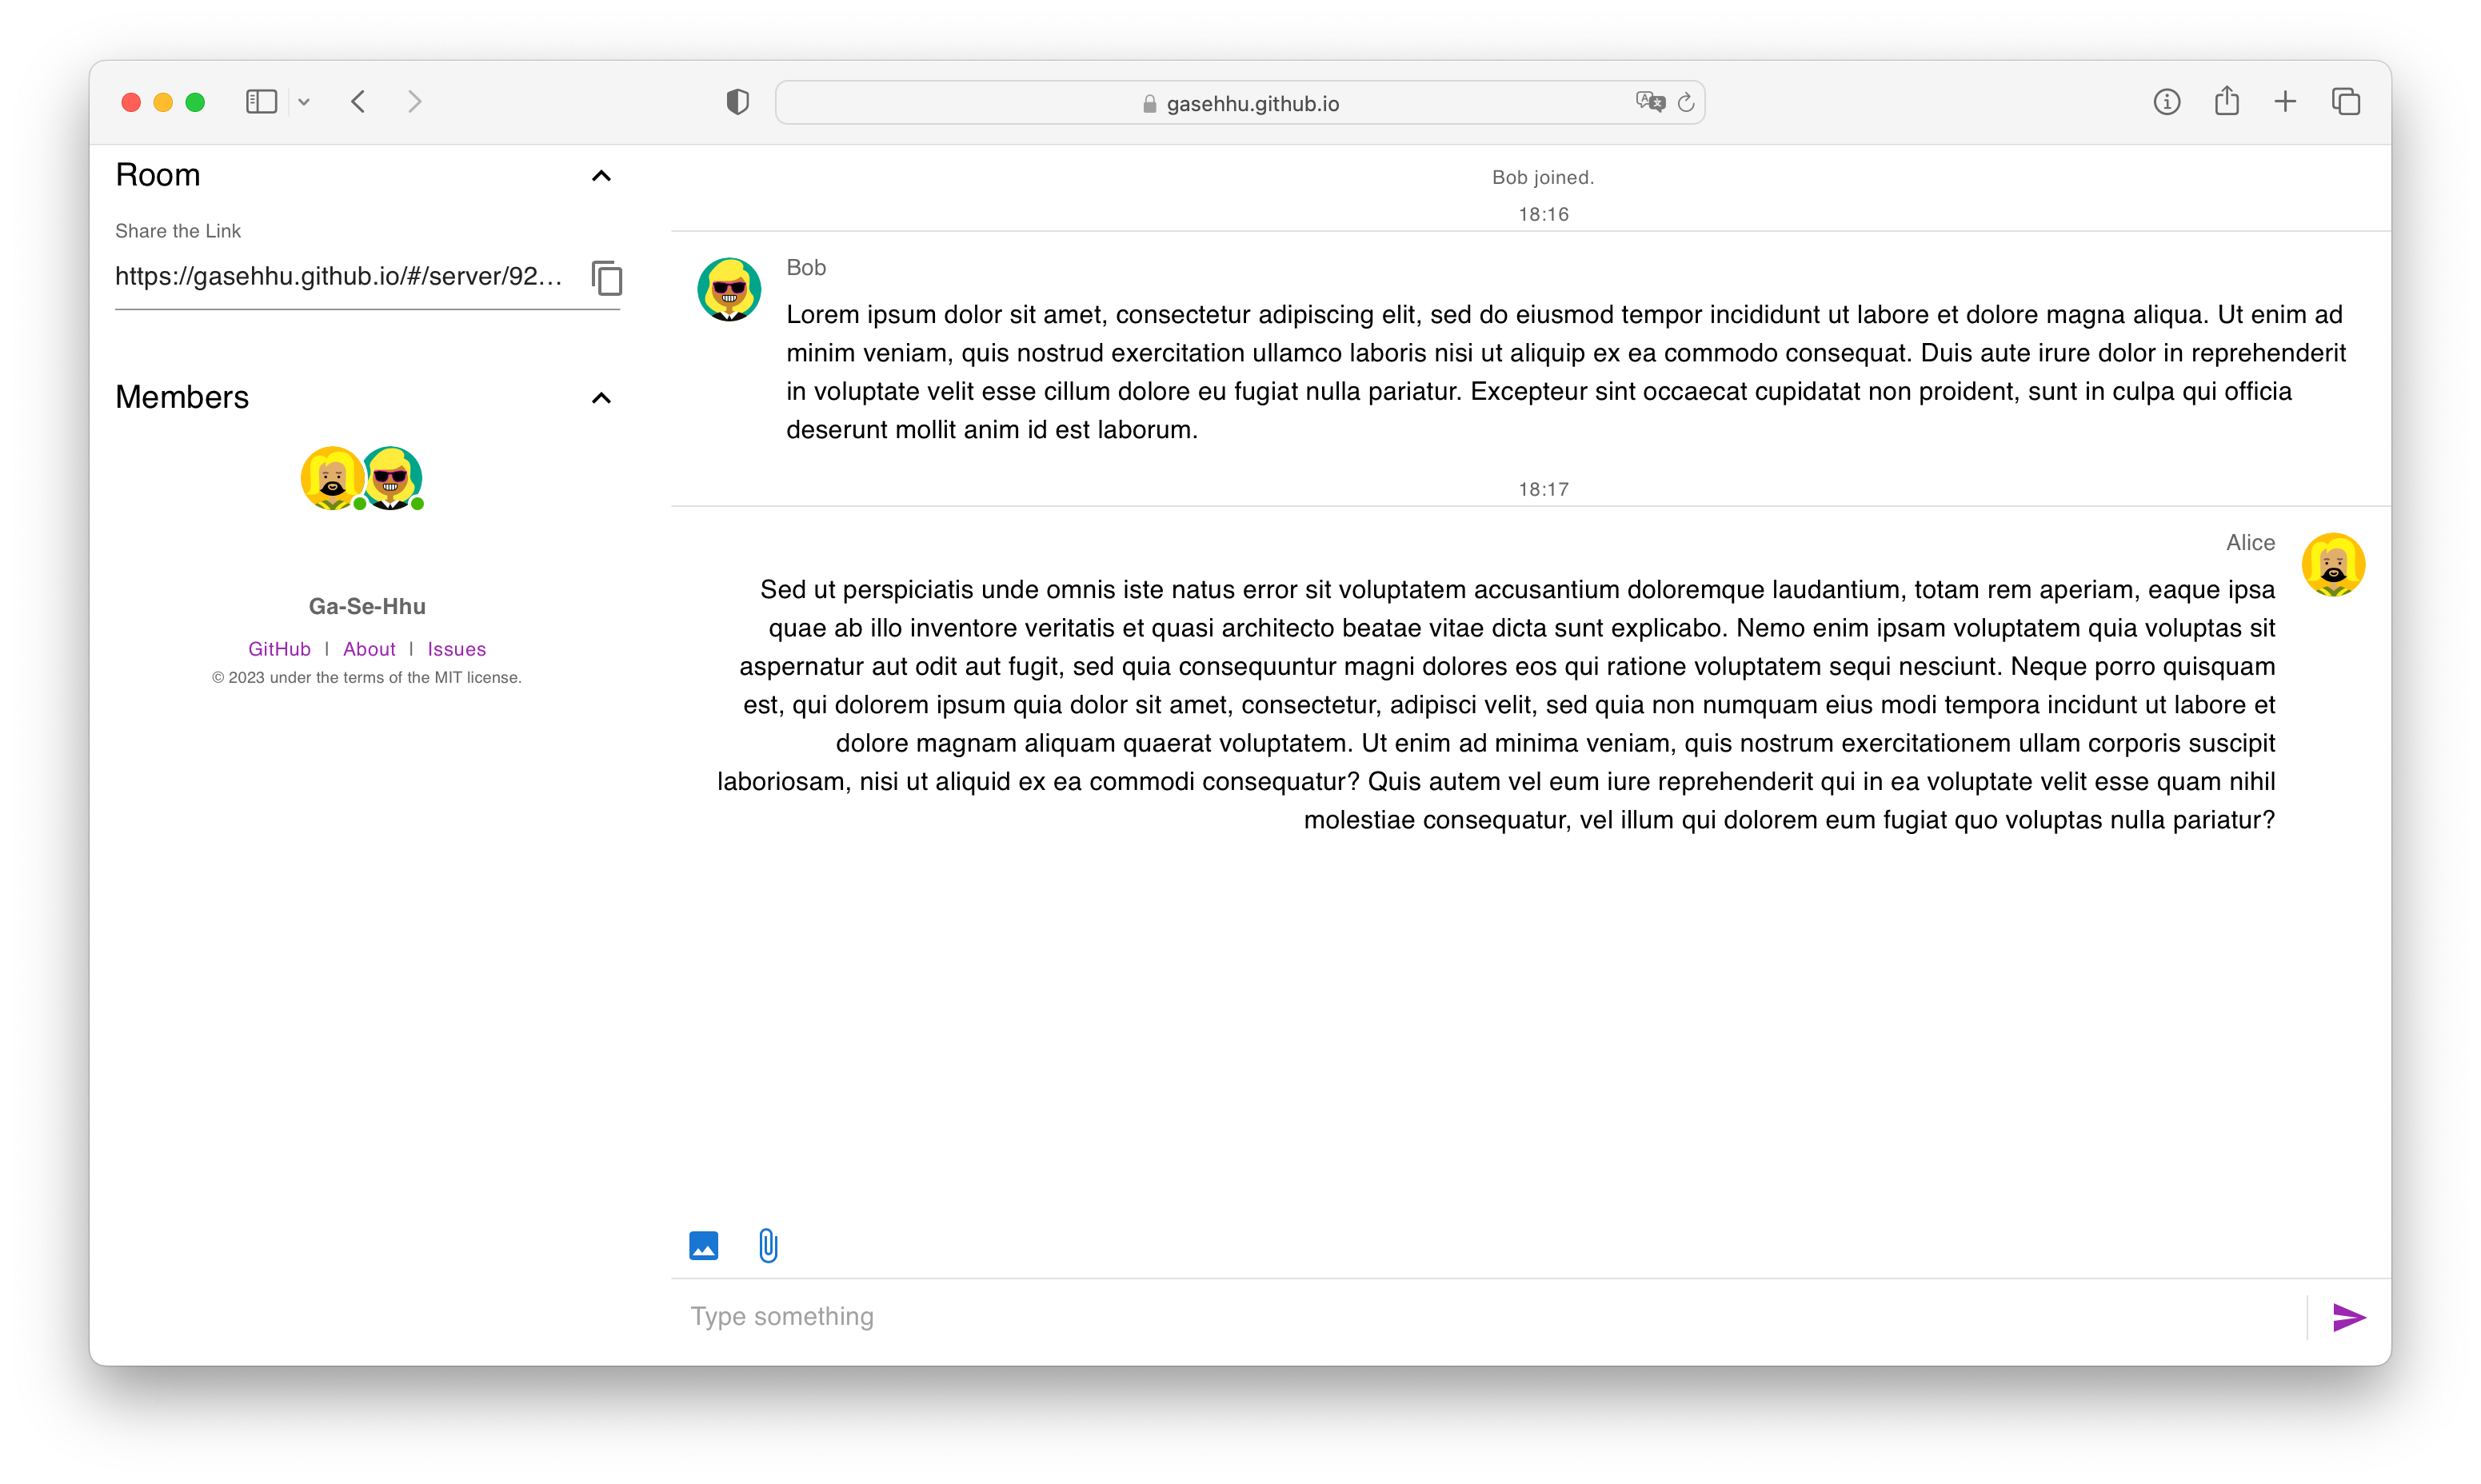 gasehhu.github.io
Room
Share the Link
https://gasehhu.github.io/#/server/92...
Members
Ga-Se-Hhu
GitHub | About | Issues
© 2023 under the terms of the MIT license.
Bob joined.
18:16
Bob
Lorem ipsum dolor sit amet, consectetur adipiscing elit, sed do eiusmod tempor incididunt ut labore et dolore magna aliqua. Ut enim ad
minim veniam, quis nostrud exercitation ullamco laboris nisi ut aliquip ex ea commodo consequat. Duis aute irure dolor in reprehenderit
in voluptate velit esse cillum dolore eu fugiat nulla pariatur. Excepteur sint occaecat cupidatat non proident, sunt in culpa qui officia
deserunt mollit anim id est laborum.
18:17
Alice
Sed ut perspiciatis unde omnis iste natus error sit voluptatem accusantium doloremque laudantium, totam rem aperiam, eaque ipsa
quae ab illo inventore veritatis et quasi architecto beatae vitae dicta sunt explicabo. Nemo enim ipsam voluptatem quia voluptas sit
aspernatur aut odit aut fugit, sed quia consequuntur magni dolores eos qui ratione voluptatem sequi nesciunt. Neque porro quisquam
est, qui dolorem ipsum quia dolor sit amet, consectetur, adipisci velit, sed quia non numquam eius modi tempora incidunt ut labore et
dolore magnam aliquam quaerat voluptatem. Ut enim ad minima veniam, quis nostrum exercitationem ullam corporis suscipit
laboriosam, nisi ut aliquid ex ea commodi consequatur? Quis autem vel eum iure reprehenderit qui in ea voluptate velit esse quam nihil
molestiae consequatur, vel illum qui dolorem eum fugiat quo voluptas nulla pariatur?
Type something